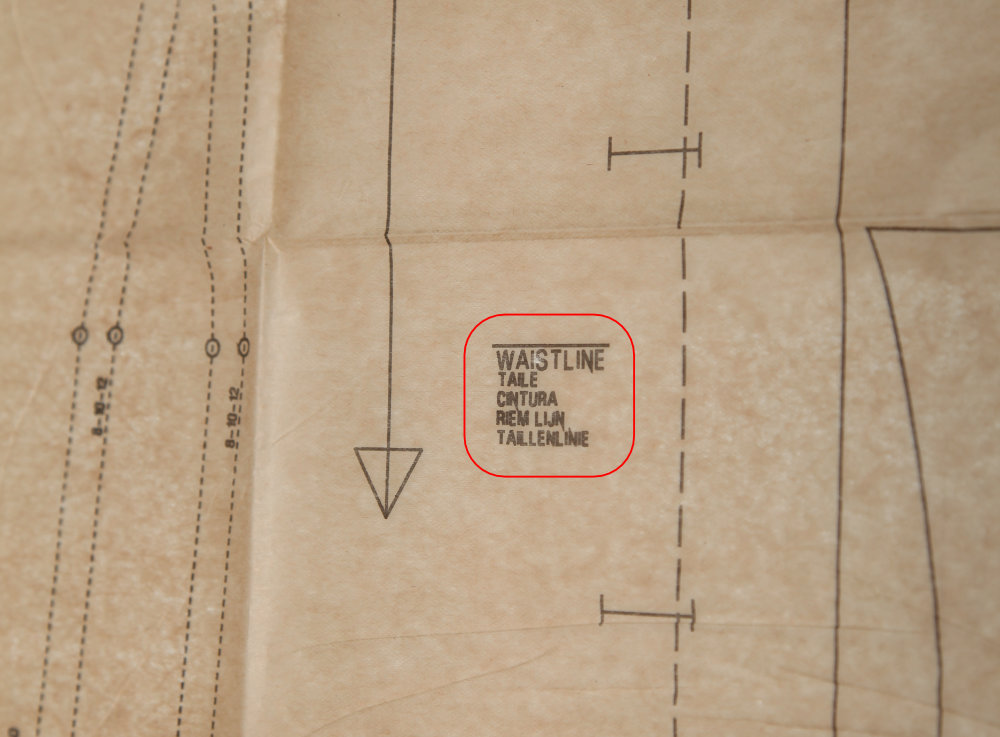 WAISTLINE
TAILE
CINTURA
RIEM LIJN
TAILLENLINIE
8-10-12
8-10-12